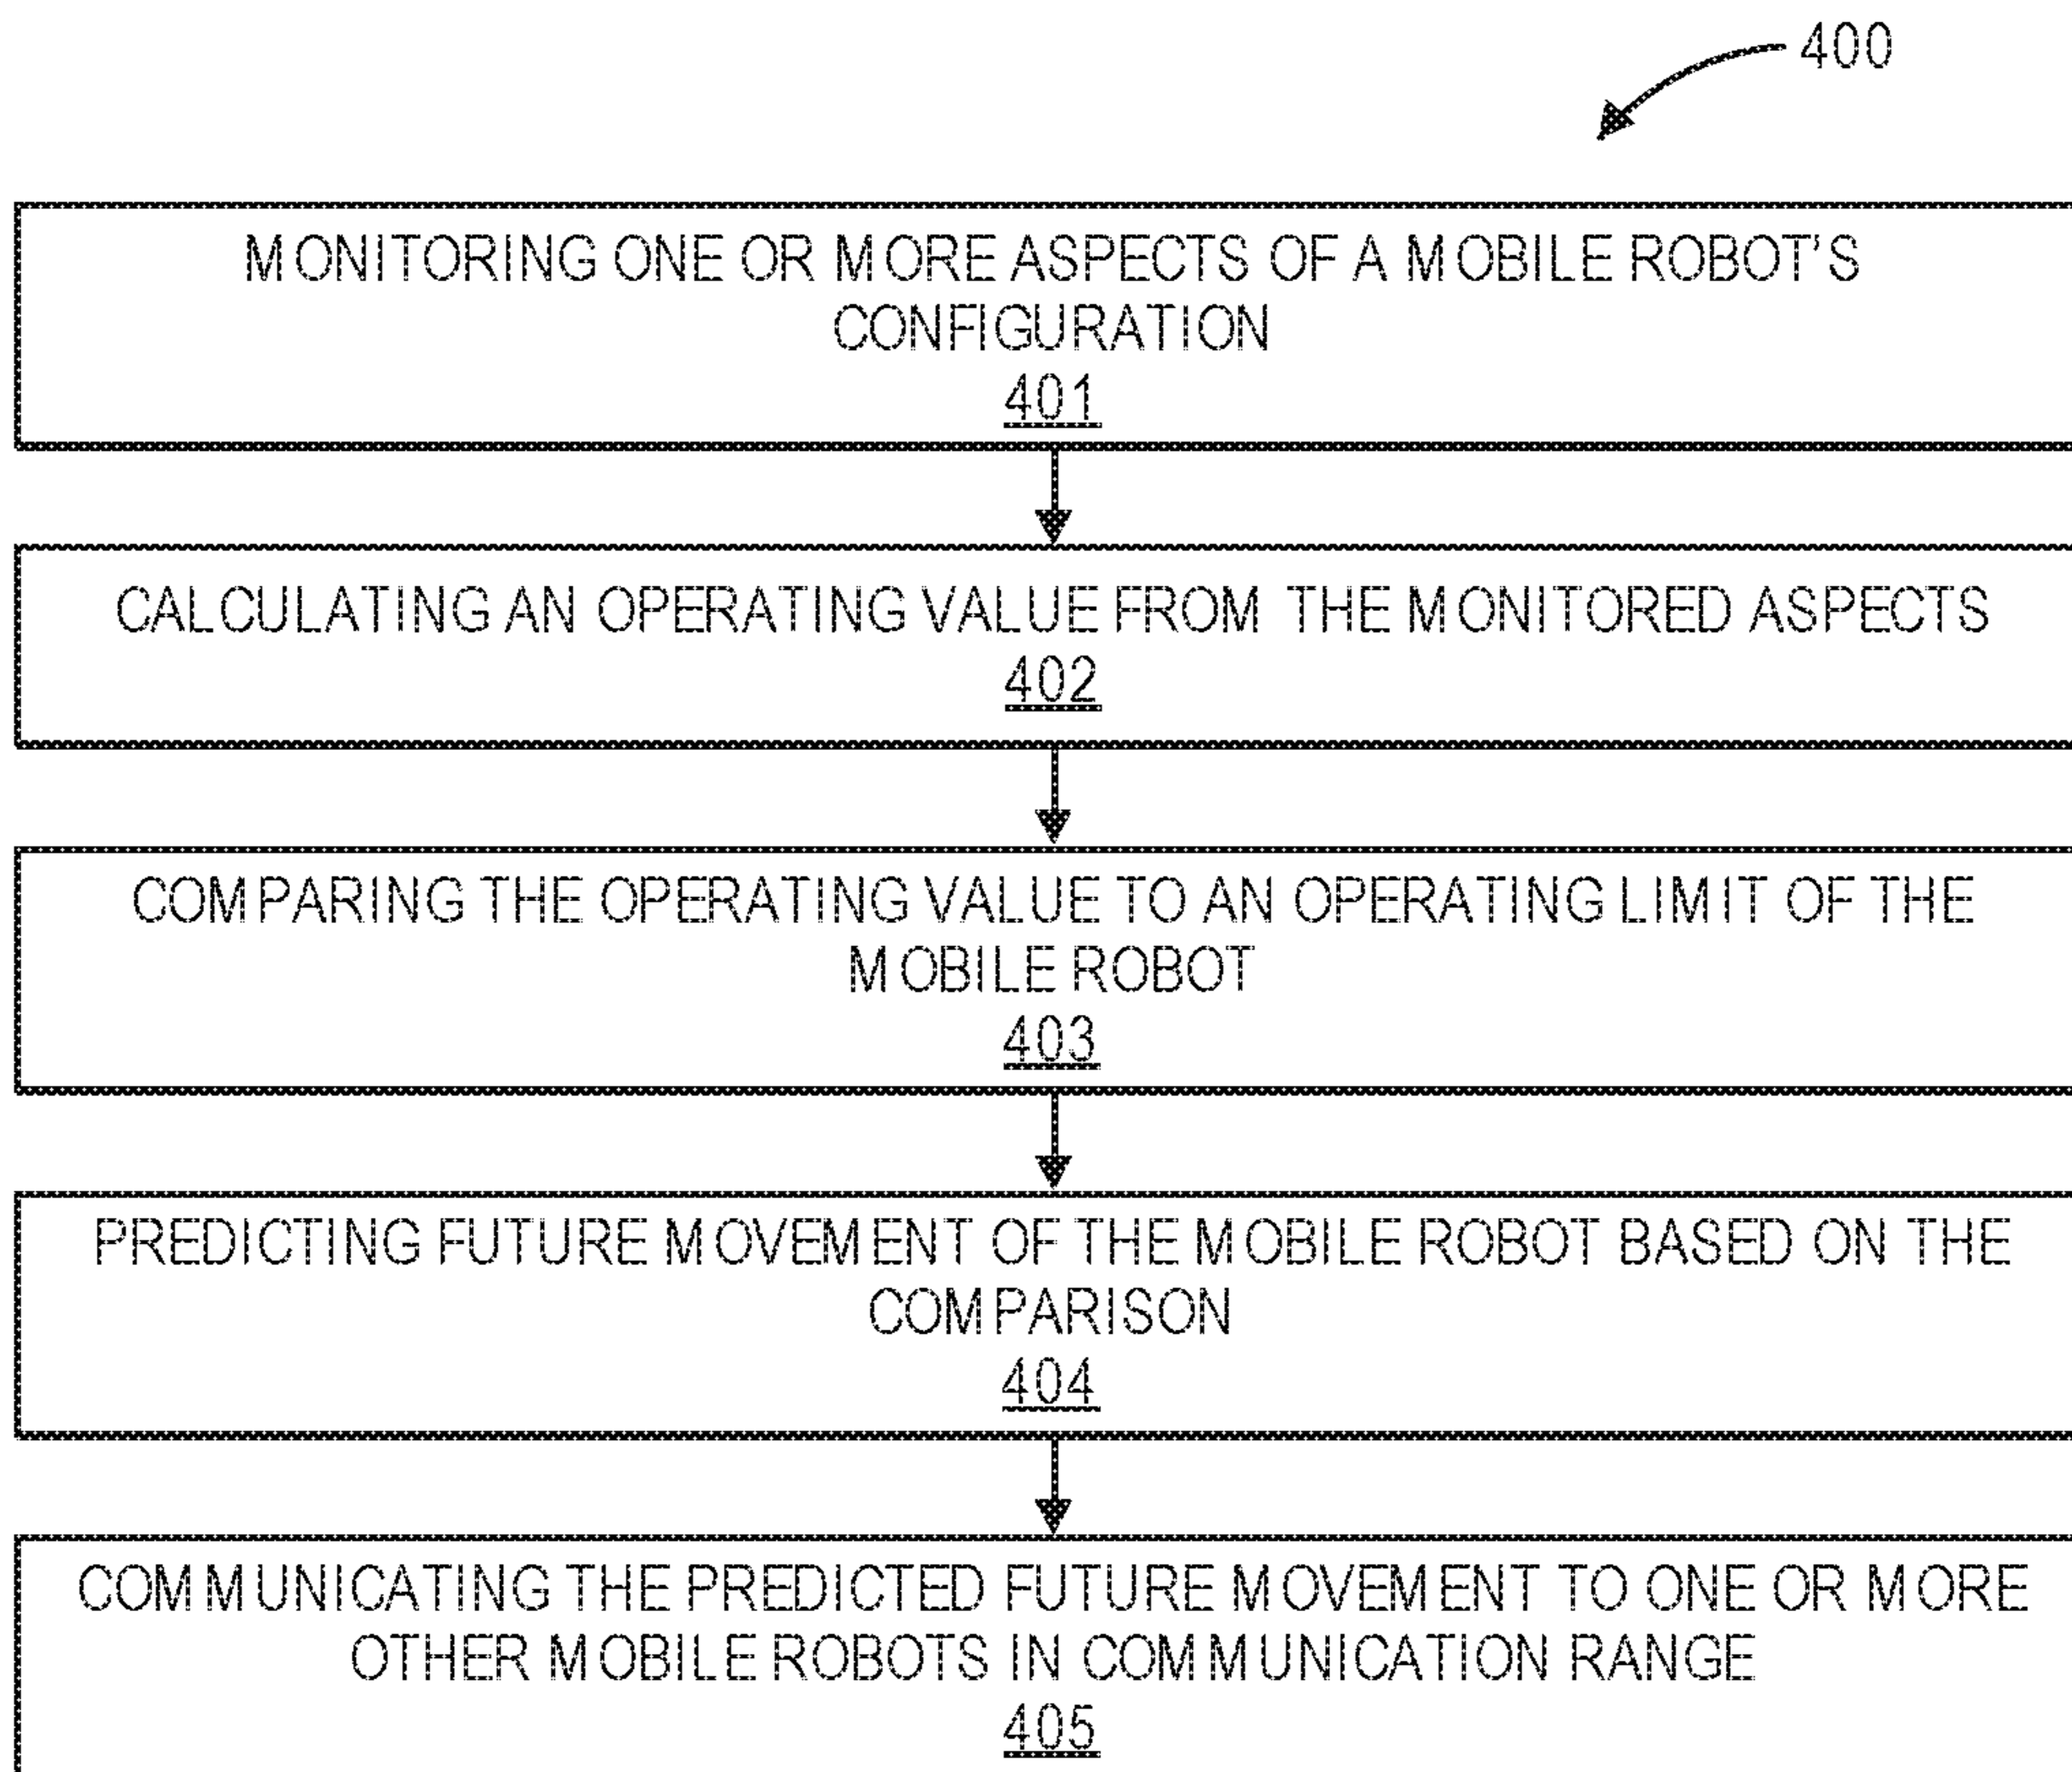 400
MONITORING ONE OR MORE ASPECTS OF A MOBILE ROBOT'S
CONFIGURATION
401
CALCULATING AN OPERATING VALUE FROM THE MONITORED ASPECTS
402
COMPARING THE OPERATING VALUE TO AN OPERATING LIMIT OF THE
MOBILE ROBOT
403
PREDICTING FUTURE MOVEMENT OF THE MOBILE ROBOT BASED ON THE
COMPARISON
404
COMMUNICATING THE PREDICTED FUTURE MOVEMENT TO ONE OR MORE
OTHER MOBILE ROBOTS IN COMMUNICATION RANGE
405